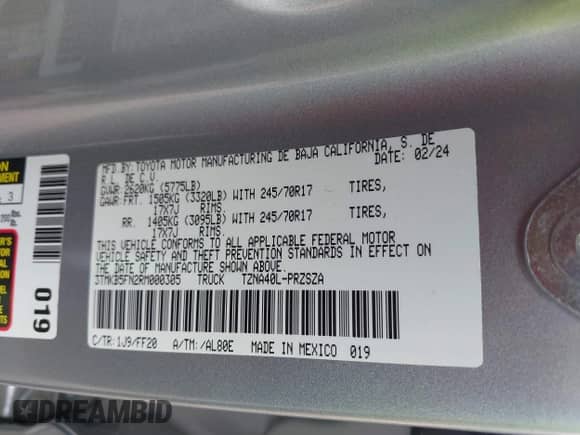 MFD.BY:TOYOTA MOTOR MANUFACTURING DE BAJA CALIFORNIA, S. DE
R.L. DE C.V. DATE: 02/24
GVWR: 2620KG (5775LB)
GAWR:FRT. 1505KG (3320LB) WITH 245/70R17 TIRES,
17X7J RIMS
RR. 1405KG (3095LB) WITH 245/70R17 TIRES,
17X7J RIMS.
THIS VEHICLE CONFORMS TO ALL APPLICABLE FEDERAL MOTOR
VEHICLE SAFETY AND THEFT PREVENTION STANDARDS IN EFFECT ON
THE DATE OF MANUFACTURE SHOWN ABOVE.
3TMKB5FN2RM000305 TRUCK TZNA40L-PRZSZA
C/TR:1J9/FF20 A/TM:/AL80E MADE IN MEXICO 019
019
DREAMBID